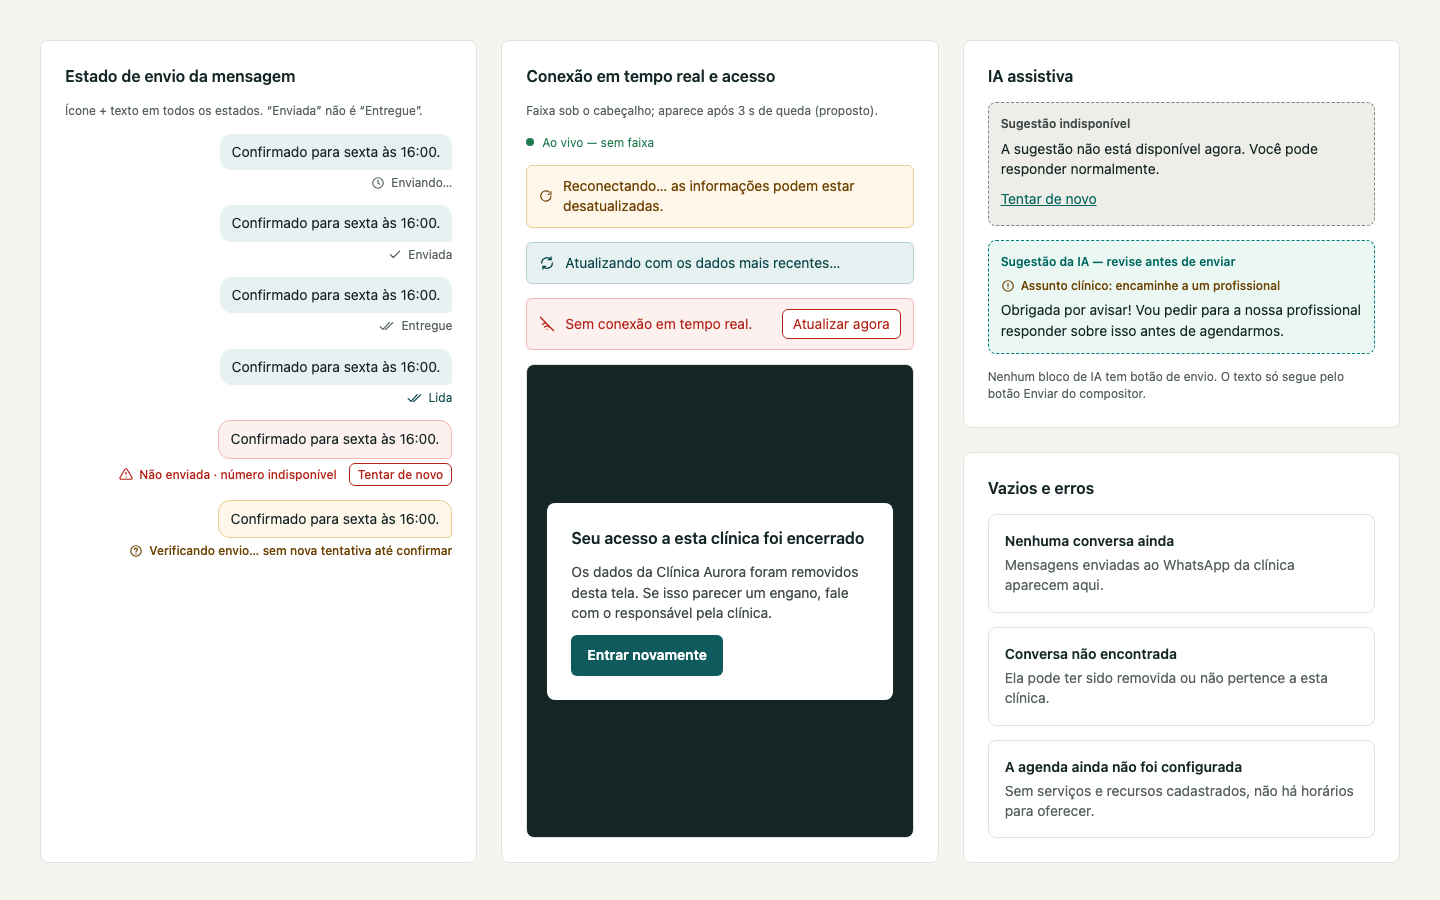 Estado de envio da mensagem
Ícone + texto em todos os estados. “Enviada” não é “Entregue”.
Confirmado para sexta às 16:00.
Enviando…
Confirmado para sexta às 16:00.
Enviada
Confirmado para sexta às 16:00.
Entregue
Confirmado para sexta às 16:00.
Lida
Confirmado para sexta às 16:00.
Não enviada · número indisponível
Tentar de novo
Confirmado para sexta às 16:00.
Verificando envio… sem nova tentativa até confirmar
Conexão em tempo real e acesso
Faixa sob o cabeçalho; aparece após 3 s de queda (proposto).
Ao vivo — sem faixa
Reconectando… as informações podem estar
desatualizadas.
Atualizando com os dados mais recentes…
Sem conexão em tempo real.
Atualizar agora
Seu acesso a esta clínica foi encerrado
Os dados da Clínica Aurora foram removidos
desta tela. Se isso parecer um engano, fale
com o responsável pela clínica.
Entrar novamente
IA assistiva
Sugestão indisponível
A sugestão não está disponível agora. Você pode
responder normalmente.
Tentar de novo
Sugestão da IA — revise antes de enviar
Assunto clínico: encaminhe a um profissional
Obrigada por avisar! Vou pedir para a nossa profissional
responder sobre isso antes de agendarmos.
Nenhum bloco de IA tem botão de envio. O texto só segue pelo
botão Enviar do compositor.
Vazios e erros
Nenhuma conversa ainda
Mensagens enviadas ao WhatsApp da clínica
aparecem aqui.
Conversa não encontrada
Ela pode ter sido removida ou não pertence a esta
clínica.
A agenda ainda não foi configurada
Sem serviços e recursos cadastrados, não há horários
para oferecer.